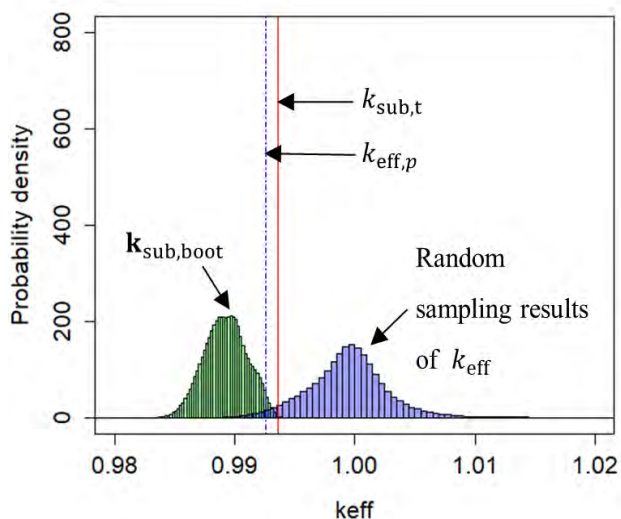 800
600
400
200
0
Probability density
k_sub,t
k_eff,p
k_sub,boot
Random
sampling results
of k_eff
0.98 0.99 1.00 1.01 1.02
keff